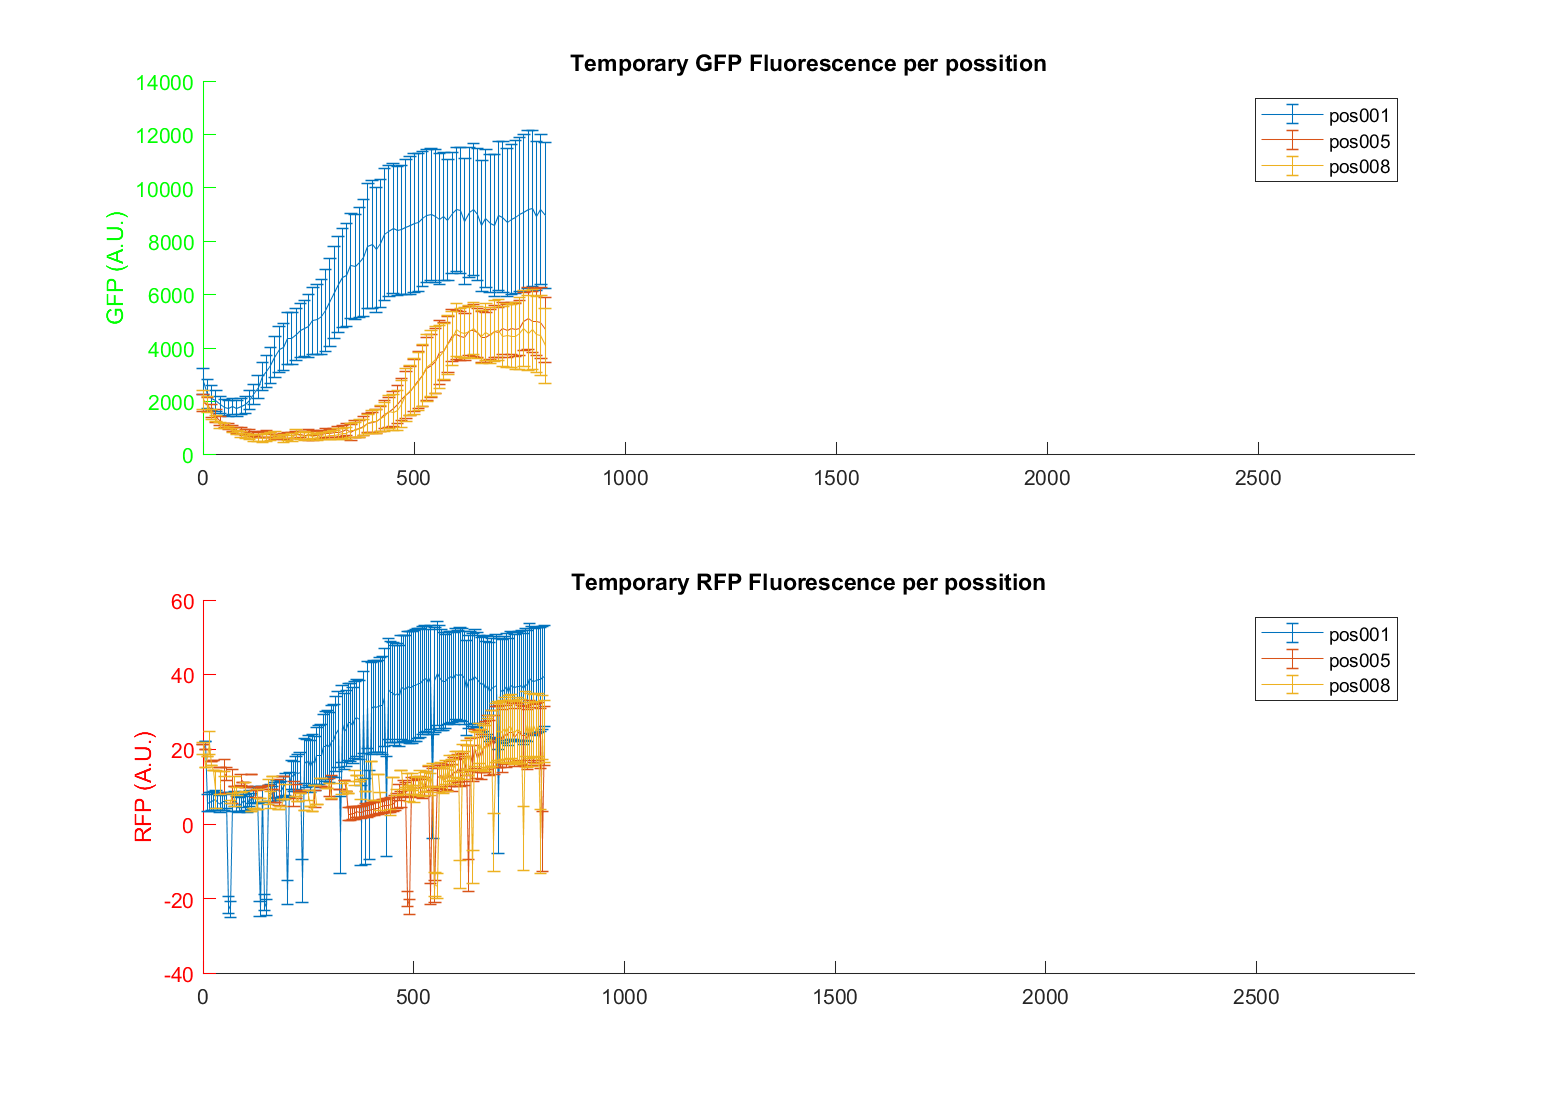 Temporary GFP Fluorescence per possition
14000
12000
10000
8000
6000
4000
2000
0
GFP (A.U.)
pos001
pos005
pos008
0 500 1000 1500 2000 2500
Temporary RFP Fluorescence per possition
60
40
20
0
-20
-40
RFP (A.U.)
pos001
pos005
pos008
0 500 1000 1500 2000 2500